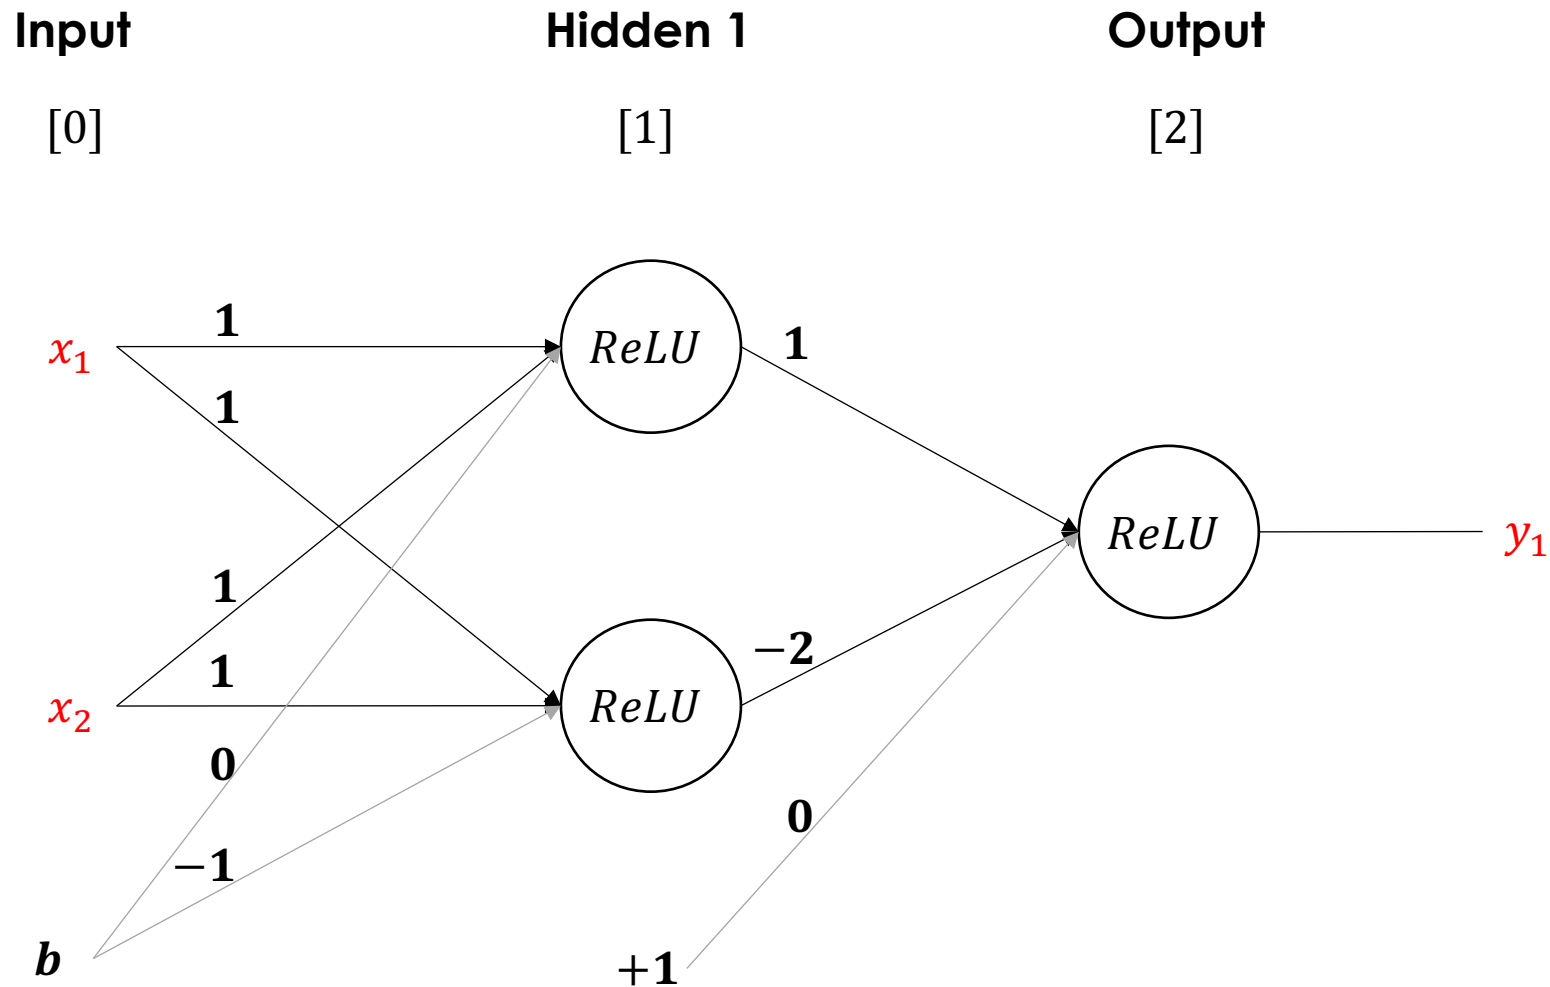 Input Hidden 1 Output
[0] [1] [2]
1
x₁ ReLU 1
1
ReLU y₁
1
1 −2
x₂ ReLU
0
0
−1
b +1